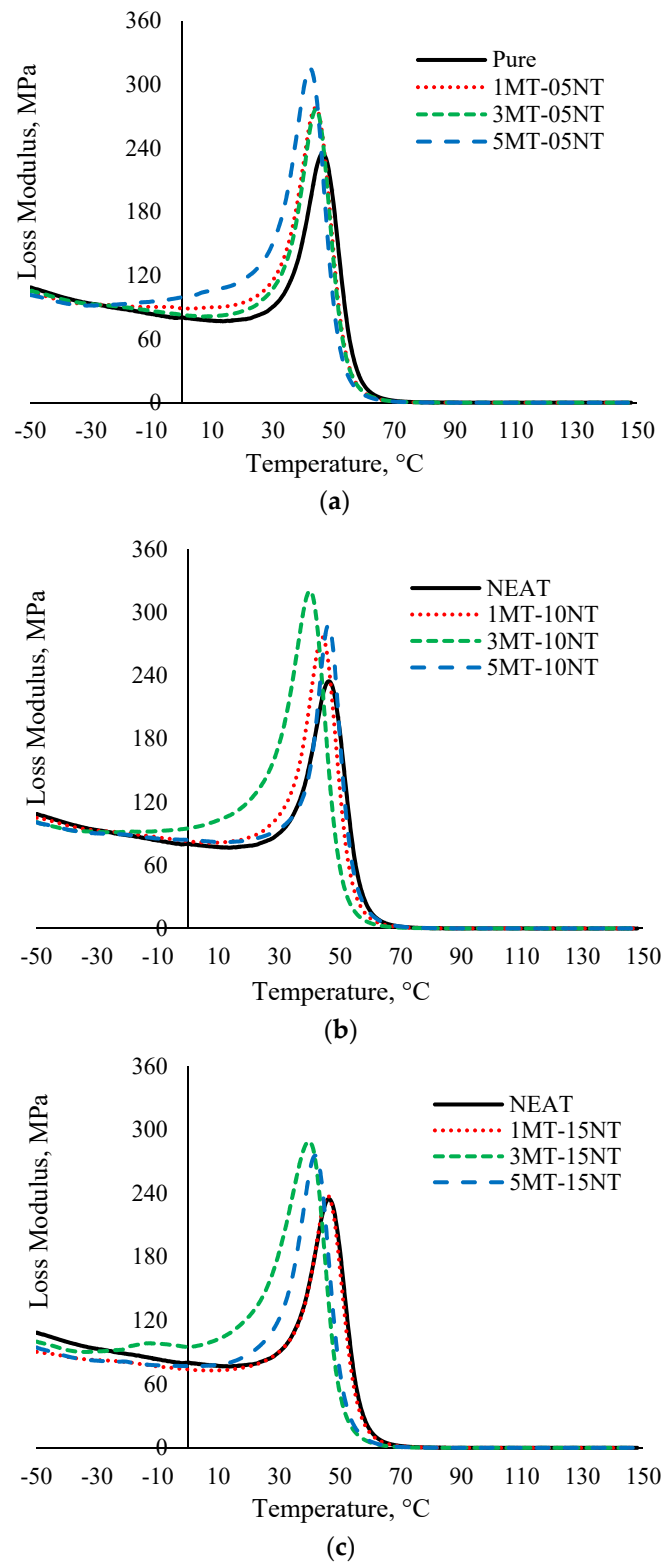 360
300
240
180
120
60
0
Loss Modulus, MPa
Pure
1MT-05NT
3MT-05NT
5MT-05NT
-50 -30 -10 10 30 50 70 90 110 130 150
Temperature, °C
(a)
360
300
240
180
120
60
0
Loss Modulus, MPa
NEAT
1MT-10NT
3MT-10NT
5MT-10NT
-50 -30 -10 10 30 50 70 90 110 130 150
Temperature, °C
(b)
360
300
240
180
120
60
0
Loss Modulus, MPa
NEAT
1MT-15NT
3MT-15NT
5MT-15NT
-50 -30 -10 10 30 50 70 90 110 130 150
Temperature, °C
(c)